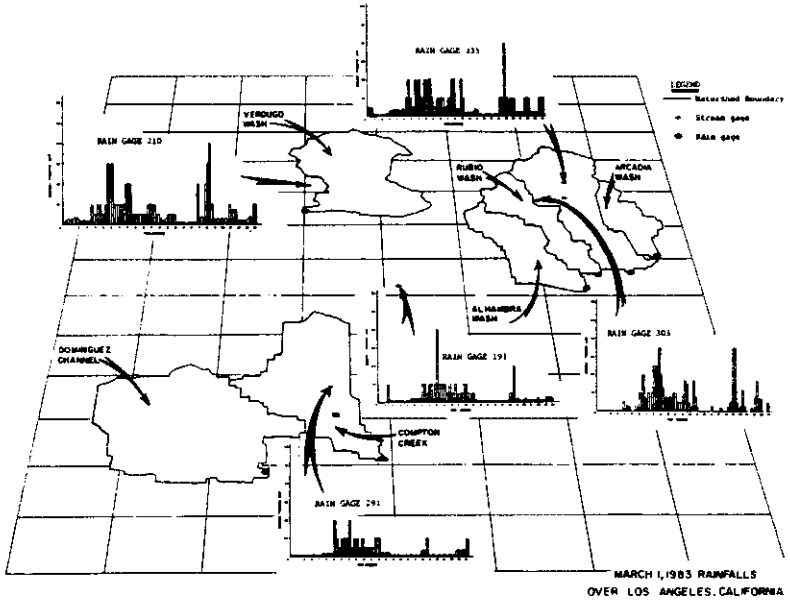 RAIN GAGE 235
LEGEND
Watershed Boundary
Stream gage
Rain gage
VERDUGO
WASH
RAIN GAGE 210
RUBIO
WASH
ARCADIA
WASH
ALHAMBRA
WASH
RAIN GAGE 303
RAIN GAGE 191
DOMINGUEZ
CHANNEL
COMPTON
CREEK
RAIN GAGE 291
MARCH 1, 1983 RAINFALLS
OVER LOS ANGELES, CALIFORNIA